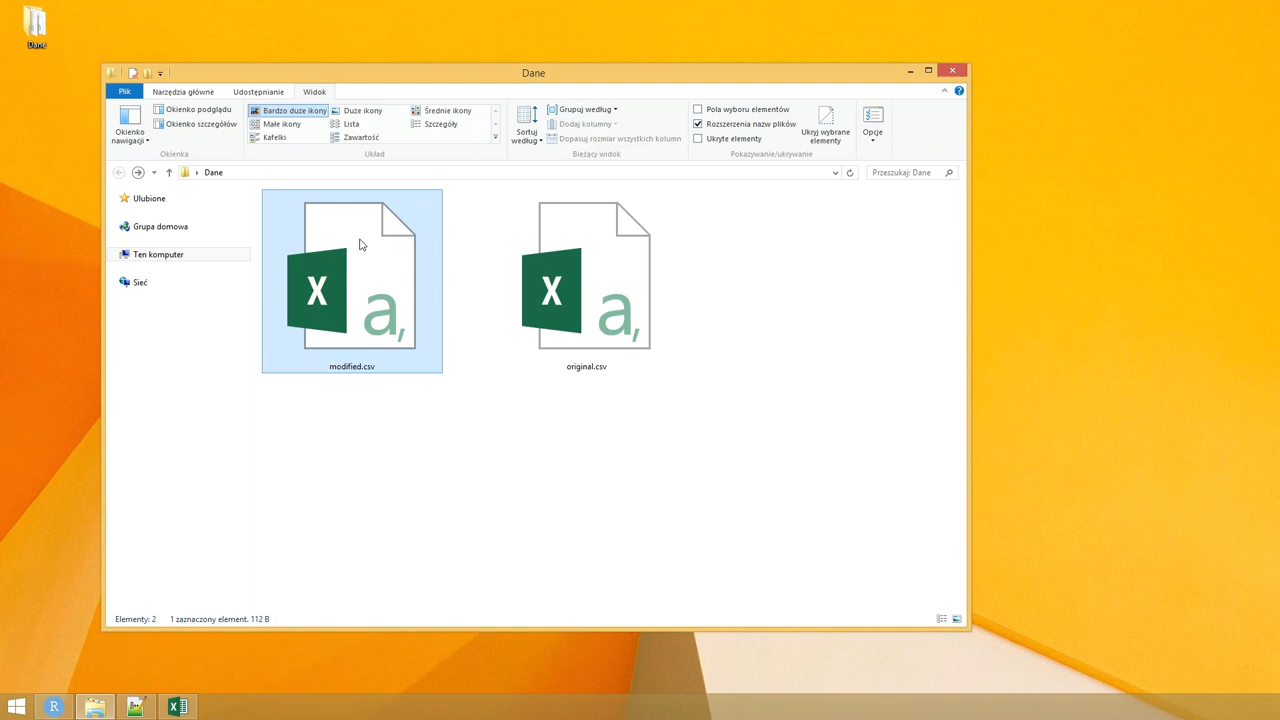 Dane
Dane
Plik
Narzędzia główne
Udostępnianie
Widok
Okienko nawigacji
Okienko podglądu
Okienko szczegółów
Okienka
Bardzo duże ikony
Duże ikony
Średnie ikony
Małe ikony
Lista
Szczegóły
Kafelki
Zawartość
Układ
Sortuj według
Grupuj według
Dodaj kolumny
Dopasuj rozmiar wszystkich kolumn
Bieżący widok
Pola wyboru elementów
Rozszerzenia nazw plików
Ukryte elementy
Ukryj wybrane elementy
Pokazywanie/ukrywanie
Opcje
Dane
Przeszukaj: Dane
Ulubione
Grupa domowa
Ten komputer
Sieć
X a,
modified.csv
X a,
original.csv
Elementy: 2
1 zaznaczony element. 112 B
R
X